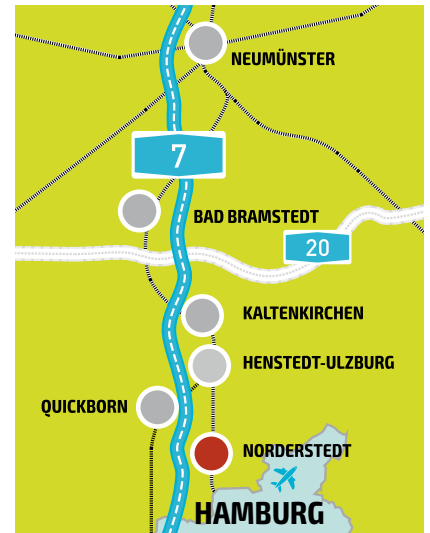 NEUMÜNSTER
7
BAD BRAMSTEDT
20
KALTENKIRCHEN
HENSTEDT-ULZBURG
QUICKBORN
NORDERSTEDT
HAMBURG